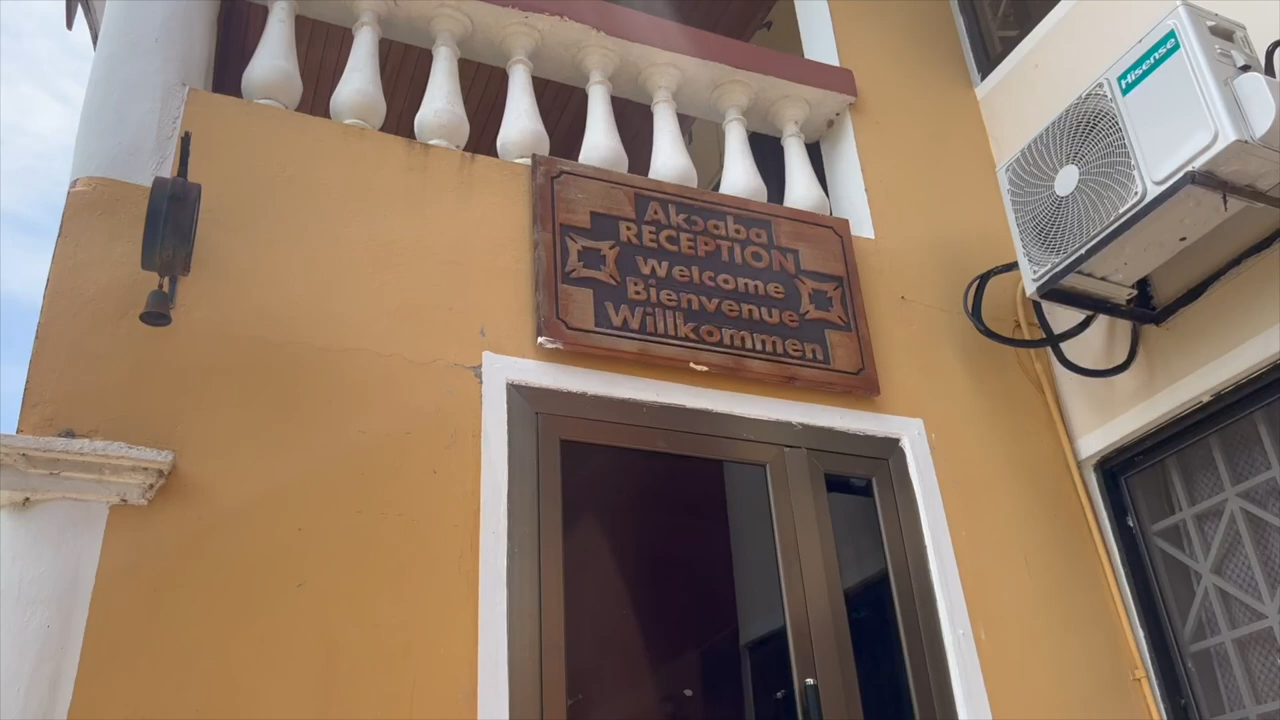 Akɔaba
RECEPTION
Welcome
Bienvenue
Willkommen
Hisense